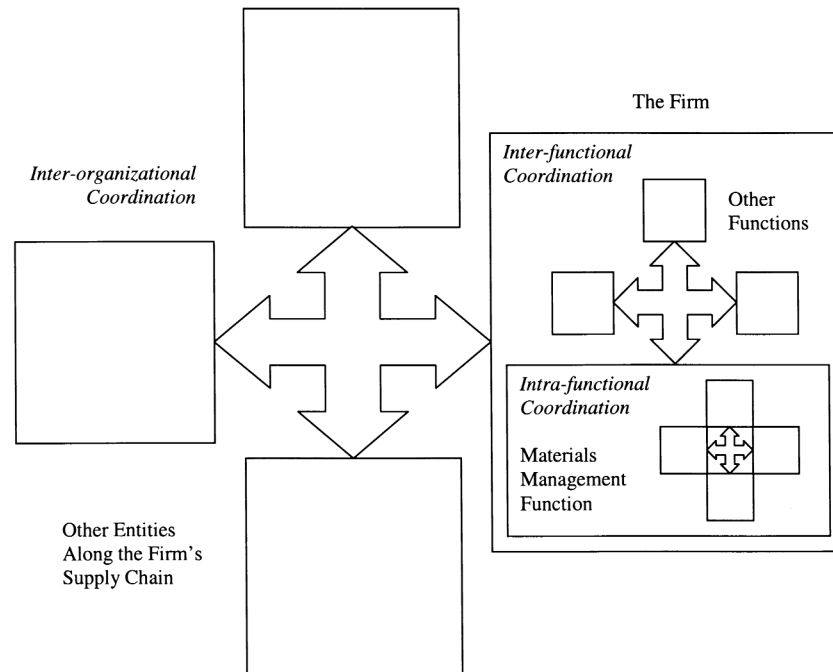 The Firm
Inter-organizational
Coordination
Inter-functional
Coordination
Other
Functions
Intra-functional
Coordination
Materials
Management
Function
Other Entities
Along the Firm's
Supply Chain